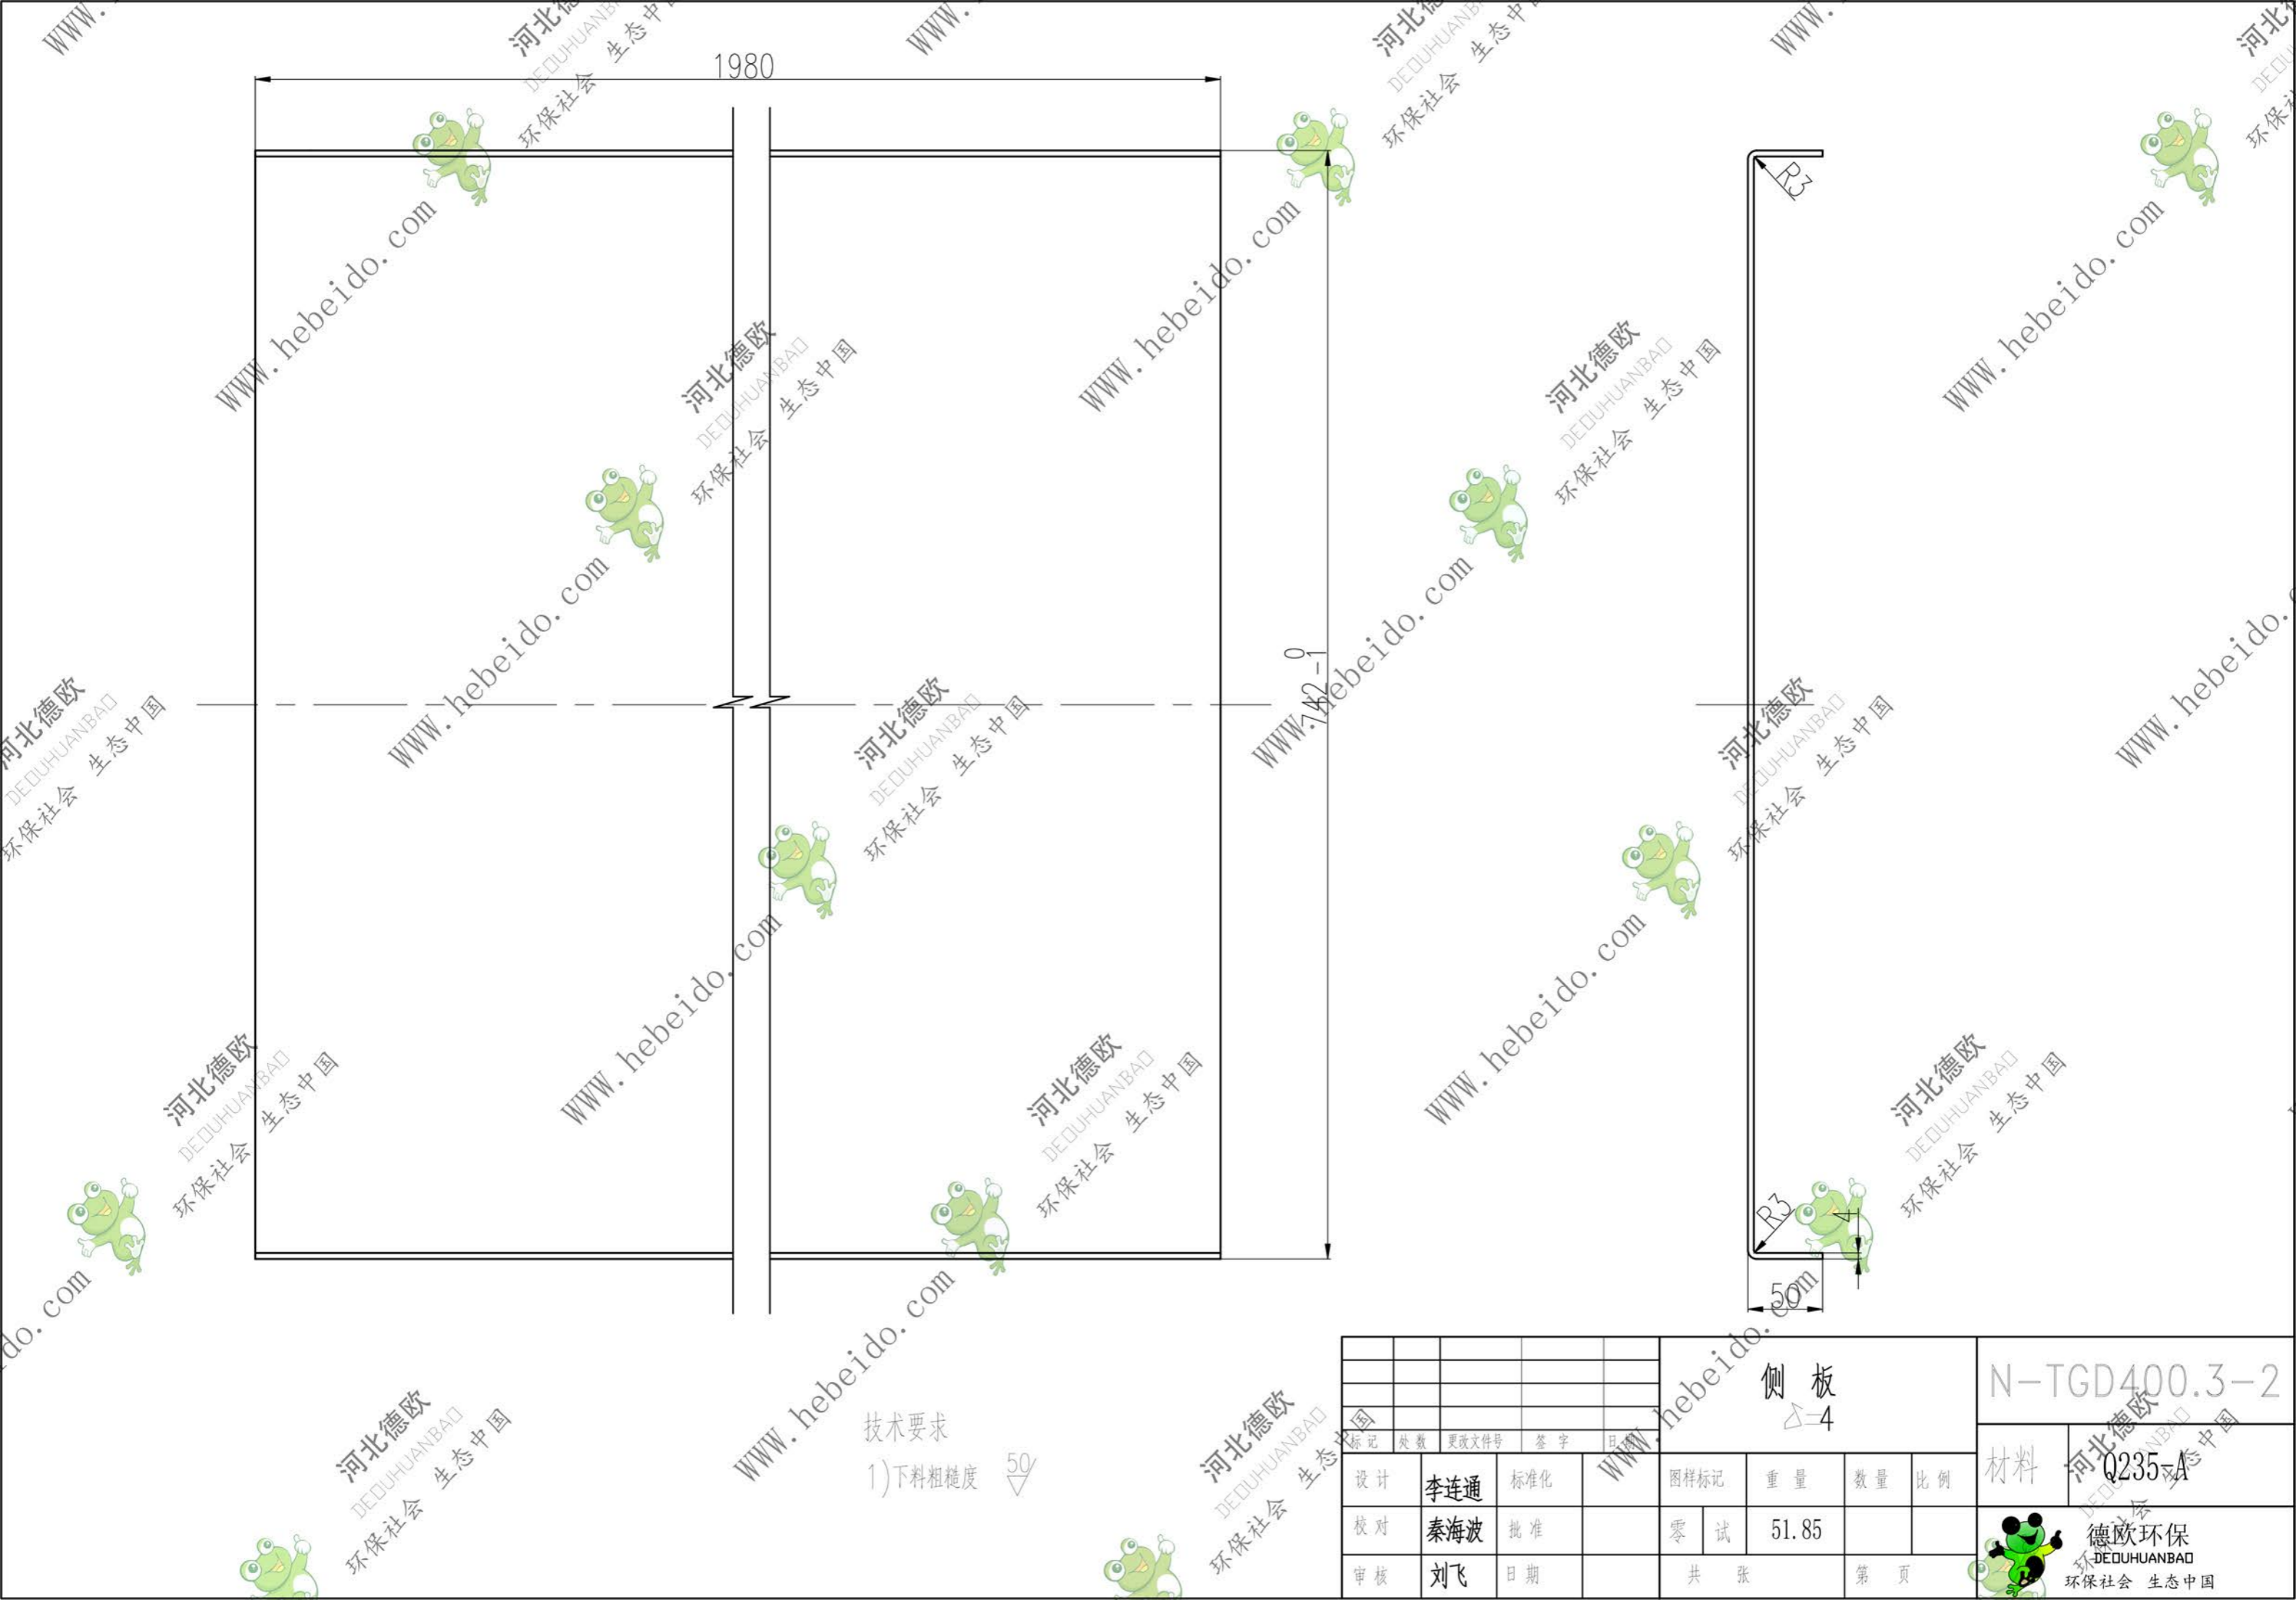 1980
R3
0
742-1
R3
4
50
技术要求
1)下料粗糙度 50
标记 处数 更改文件号 签字 日期
设计 李连通 标准化
校对 秦海波 批准
审核 刘飞 日期
侧 板
=4
图样标记 重量 数量 比例
零 试 51.85
共 张 第 页
N-TGD400.3-2
材料 Q235-A
德欧环保
DEOUHUANBAO
环保社会 生态中国
河北德欧
DEOUHUANBAO
环保社会 生态中国
WWW.hebeido.com